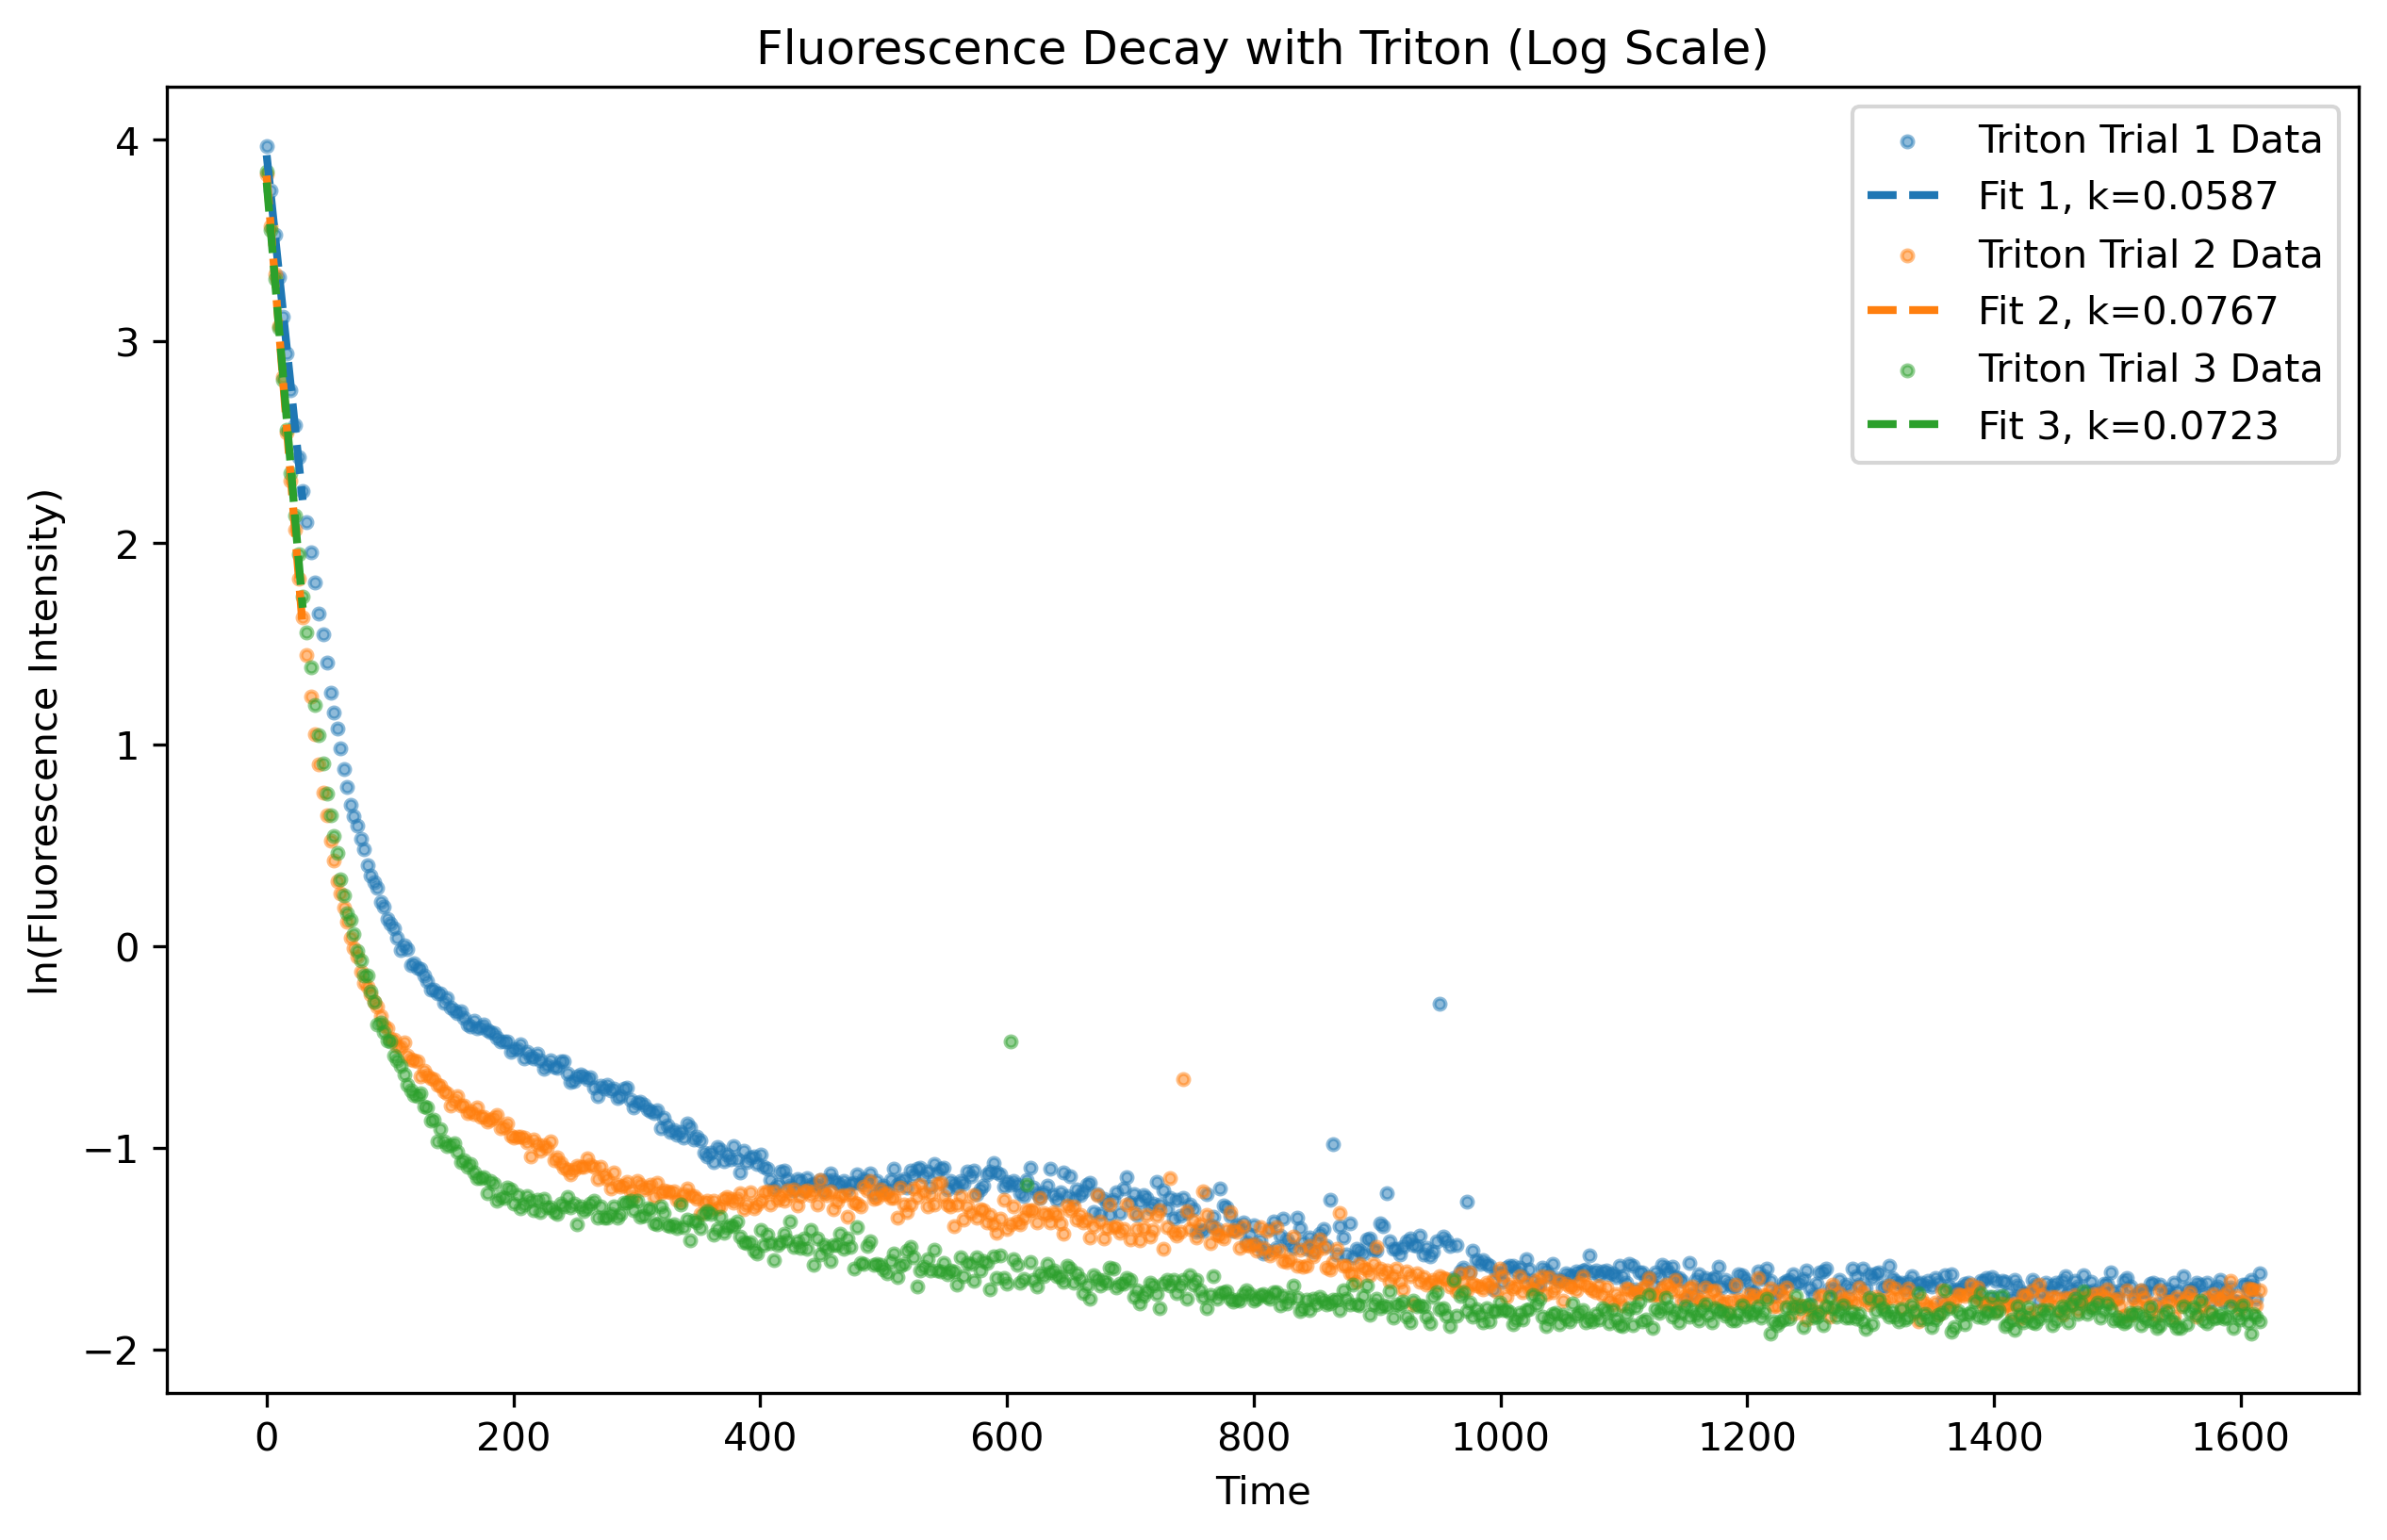 Fluorescence Decay with Triton (Log Scale)
Triton Trial 1 Data
Fit 1, k=0.0587
Triton Trial 2 Data
Fit 2, k=0.0767
Triton Trial 3 Data
Fit 3, k=0.0723
ln(Fluorescence Intensity)
4
3
2
1
0
−1
−2
0 200 400 600 800 1000 1200 1400 1600
Time